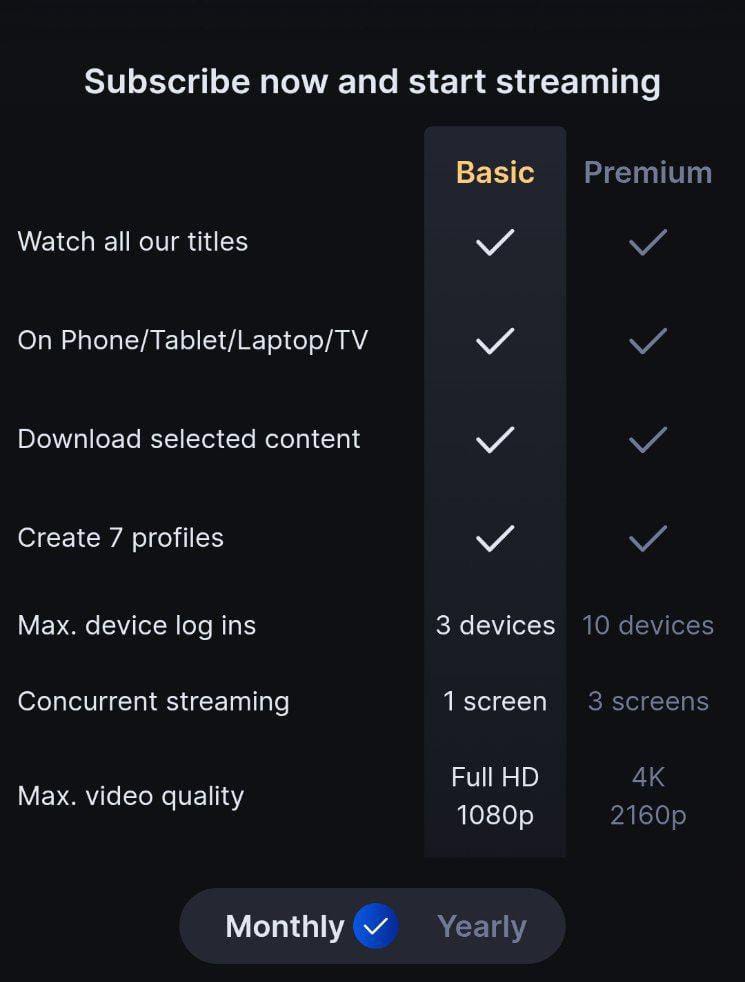 Subscribe now and start streaming
Basic Premium
Watch all our titles
On Phone/Tablet/Laptop/TV
Download selected content
Create 7 profiles
Max. device log ins 3 devices 10 devices
Concurrent streaming 1 screen 3 screens
Max. video quality Full HD 1080p 4K 2160p
Monthly Yearly